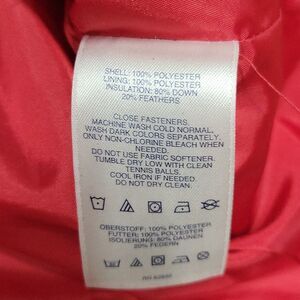 SHELL: 100% POLYESTER
LINING: 100% POLYESTER
INSULATION: 80% DOWN
20% FEATHERS
CLOSE FASTENERS.
MACHINE WASH COLD NORMAL,
WASH DARK COLORS SEPARATELY.
ONLY NON-CHLORINE BLEACH WHEN
NEEDED.
DO NOT USE FABRIC SOFTENER.
TUMBLE DRY LOW WITH CLEAN
TENNIS BALLS.
COOL IRON IF NEEDED.
DO NOT DRY CLEAN.
OBERSTOFF: 100% POLYESTER
FUTTER: 100% POLYESTER
ISOLIERUNG: 80% DAUNEN
20% FEDERN
RN